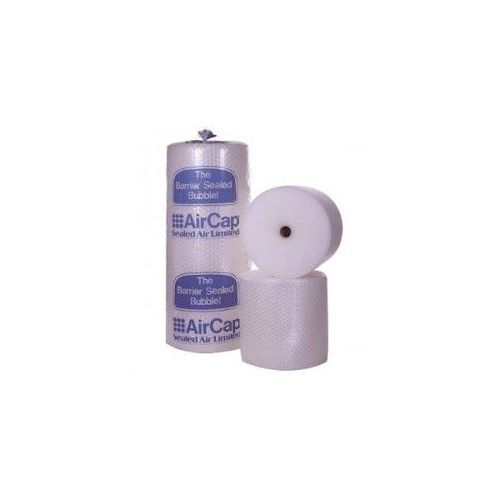 The
Barrier Sealed
Bubble!
AirCap
Sealed Air Limited
The
Barrier Sealed
Bubble!
AirCap
Sealed Air Limited